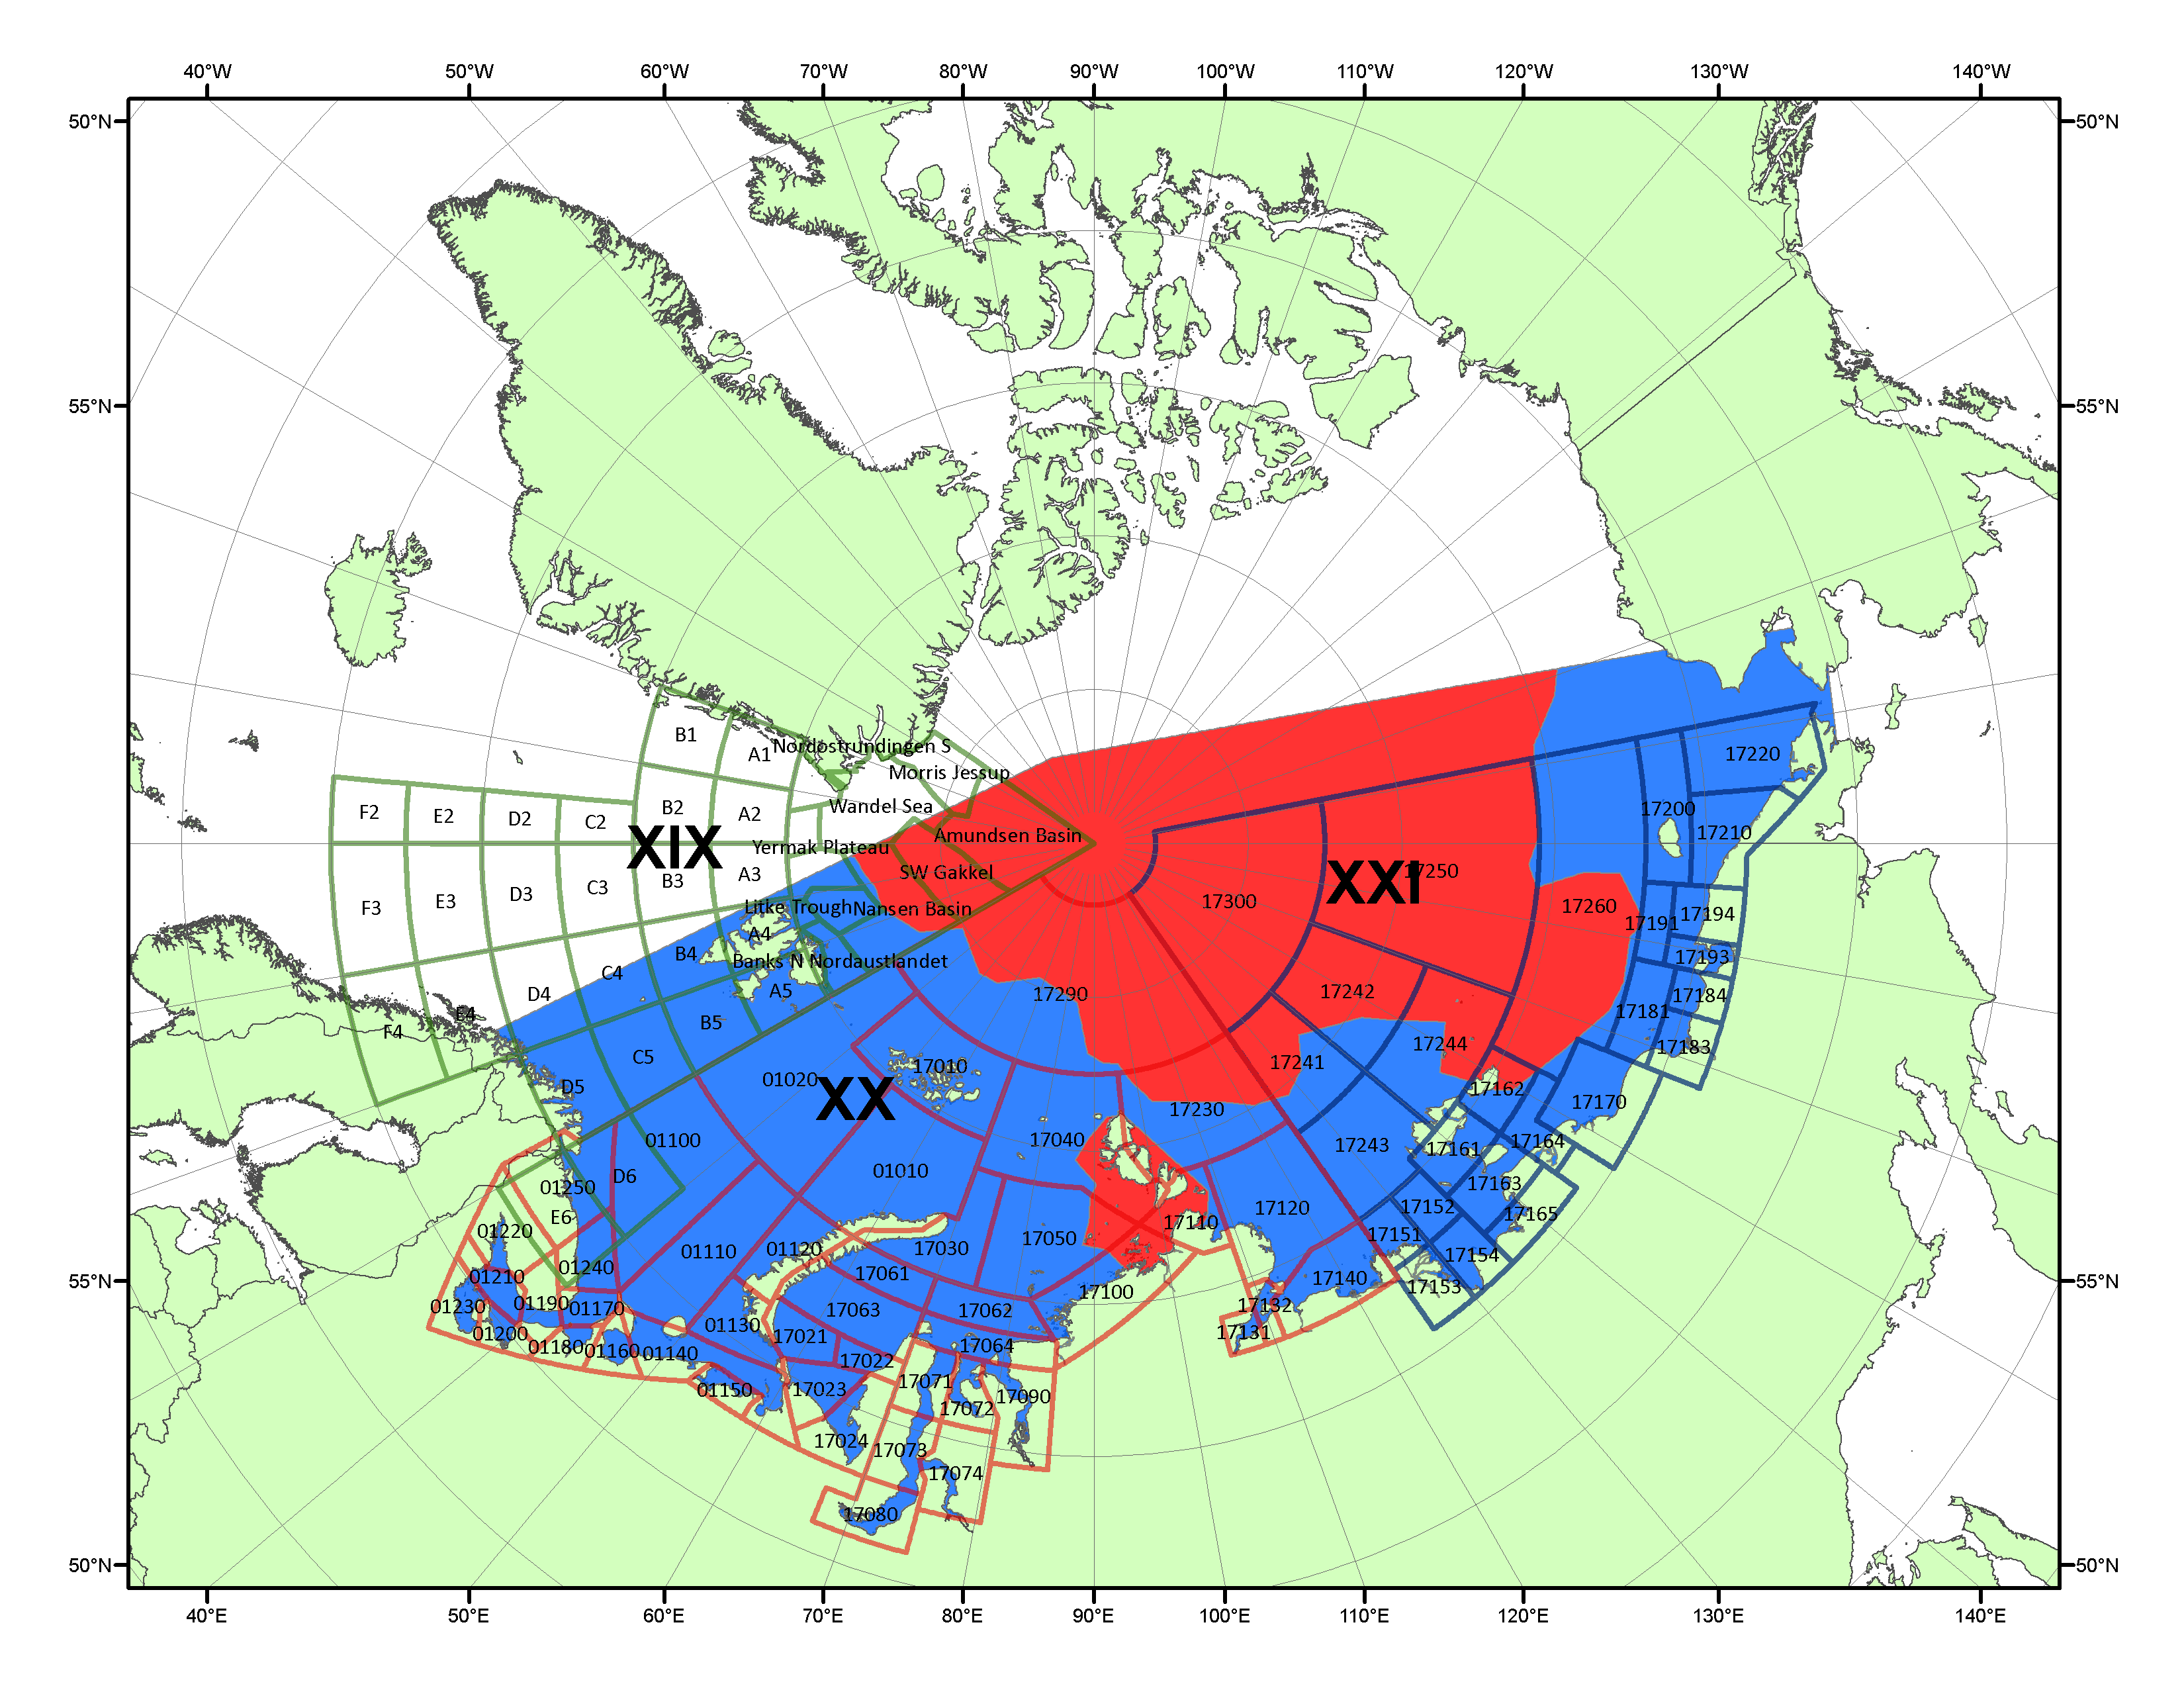 40°W 50°W 60°W 70°W 80°W 90°W 100°W 110°W 120°W 130°W 140°W
50°N 50°N
55°N 55°N
B1
A1 Nordostrundingen S
17220
Morris Jessup
F2 E2 D2 C2 B2 A2 Wandel Sea
17200
17210
XIX
Yermak Plateau Amundsen Basin
XXI
17250
F3 E3 D3 C3 B3 A3 SW Gakkel
17300
17260
Litke Trough Nansen Basin
17191 17194
A4
B4 Banks N Nordaustlandet
17193
C4
D4 A5
17290
17242
17184
E4
F4
B5
17181
17244
17183
C5
17241
D5
01020
17010
XX
17230
17162
17170
01100
17040
17243
17161
17164
D6
01010
01250
17163
E6
17120
17152
17165
01220
17110
17151
01110
01120
17030
17050
17154
01210
01240
17061
17100
17140
17153
01230
01190
01170
17063
17062
17132
01200
01180 01160 01140
01130
17021
17064
17131
17022
01150
17023
17071
17072
17090
17024
17073
17074
17080
55°N 55°N
50°N 50°N
40°E 50°E 60°E 70°E 80°E 90°E 100°E 110°E 120°E 130°E 140°E